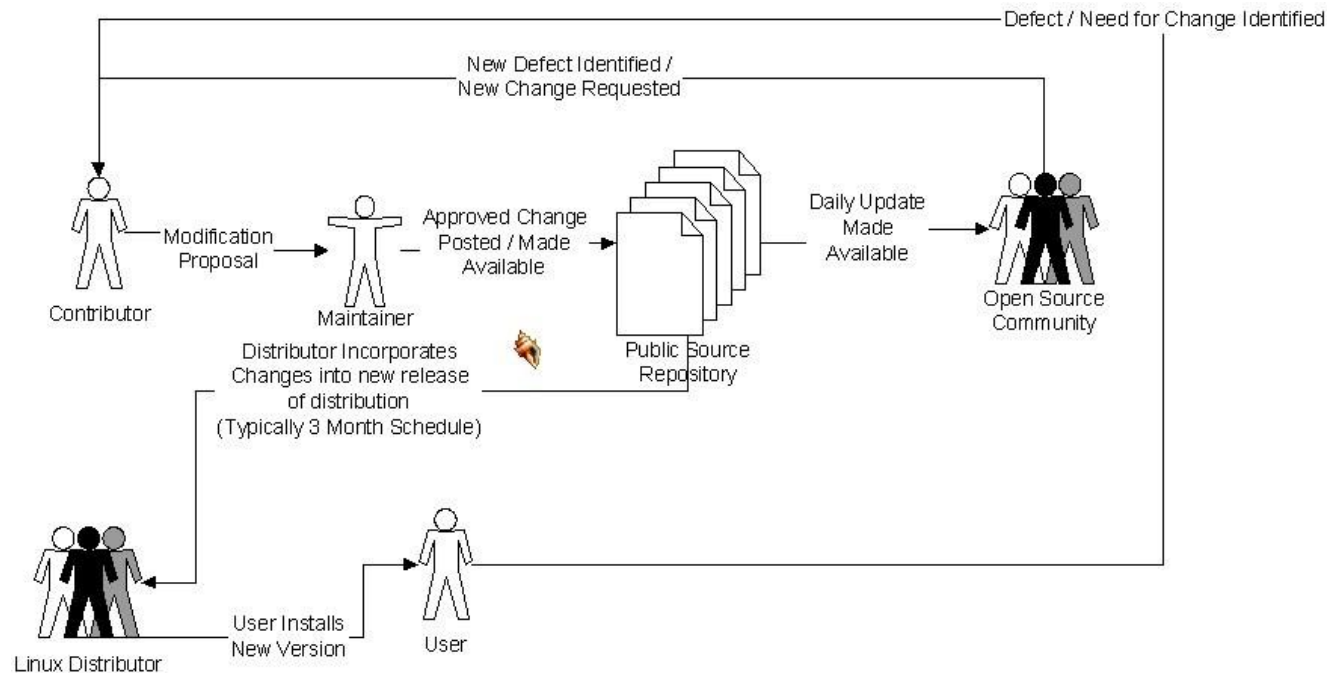 Defect / Need for Change Identified
New Defect Identified /
New Change Requested
Modification
Proposal
Approved Change
Posted / Made
Available
Daily Update
Made
Available
Contributor
Maintainer
Public Source
Repository
Open Source
Community
Distributor Incorporates
Changes into new release
of distribution
(Typically 3 Month Schedule)
User Installs
New Version
User
Linux Distributor